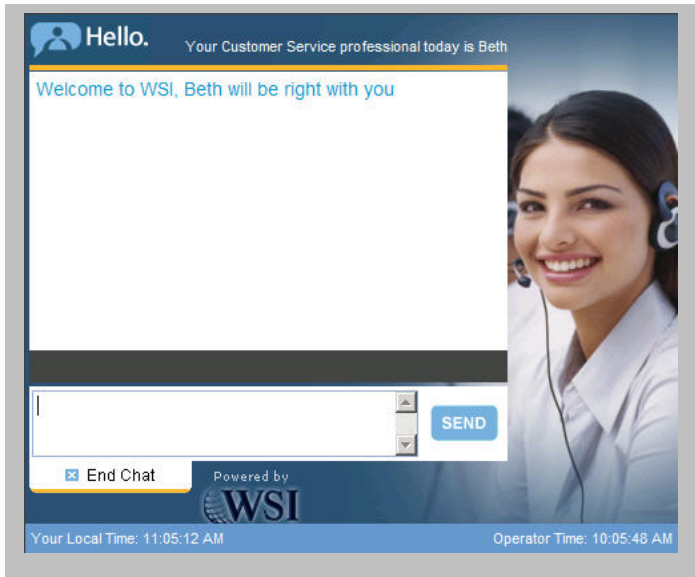 Hello.
Your Customer Service professional today is Beth
Welcome to WSI, Beth will be right with you
SEND
End Chat
Powered by
WSI
Your Local Time: 11:05:12 AM
Operator Time: 10:05:48 AM